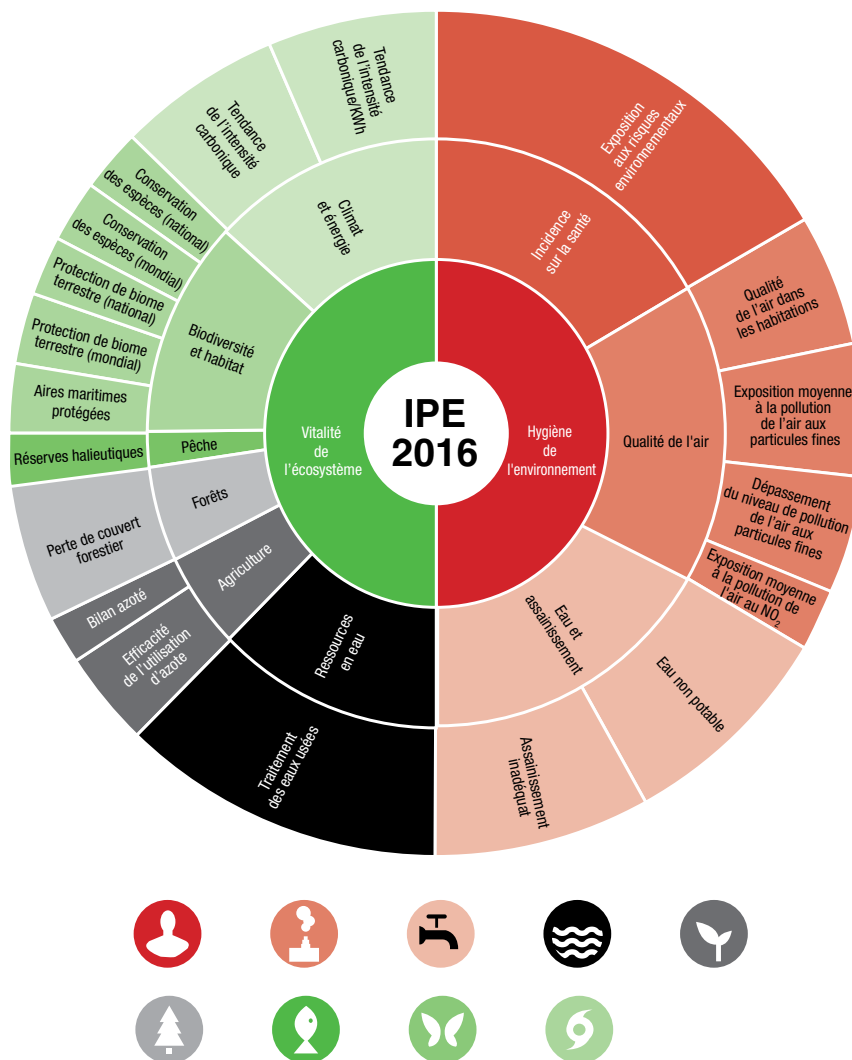 IPE
2016
Hygiène
de
l'environnement
Vitalité
de
l'écosystème
Incidence
sur la santé
Exposition
aux risques
environnementaux
Qualité de l'air
Qualité
de l'air dans
les habitations
Exposition moyenne
à la pollution
de l'air aux
particules fines
Dépassement
du niveau de pollution
de l'air aux
particules fines
Exposition moyenne
à la pollution de
l'air au NO2
Eau et
assainissement
Eau non potable
Assainissement
inadéquat
Ressources
en eau
Traitement
des eaux usées
Agriculture
Efficacité
de l'utilisation
d'azote
Bilan azoté
Forêts
Perte de couvert
forestier
Pêche
Réserves halieutiques
Biodiversité
et habitat
Aires maritimes
protégées
Protection de biome
terrestre (mondial)
Protection de biome
terrestre (national)
Conservation
des espèces (mondial)
Conservation
des espèces (national)
Climat
et énergie
Tendance
de l'intensité
carbonique
Tendance
de l'intensité
carbonique/KWh